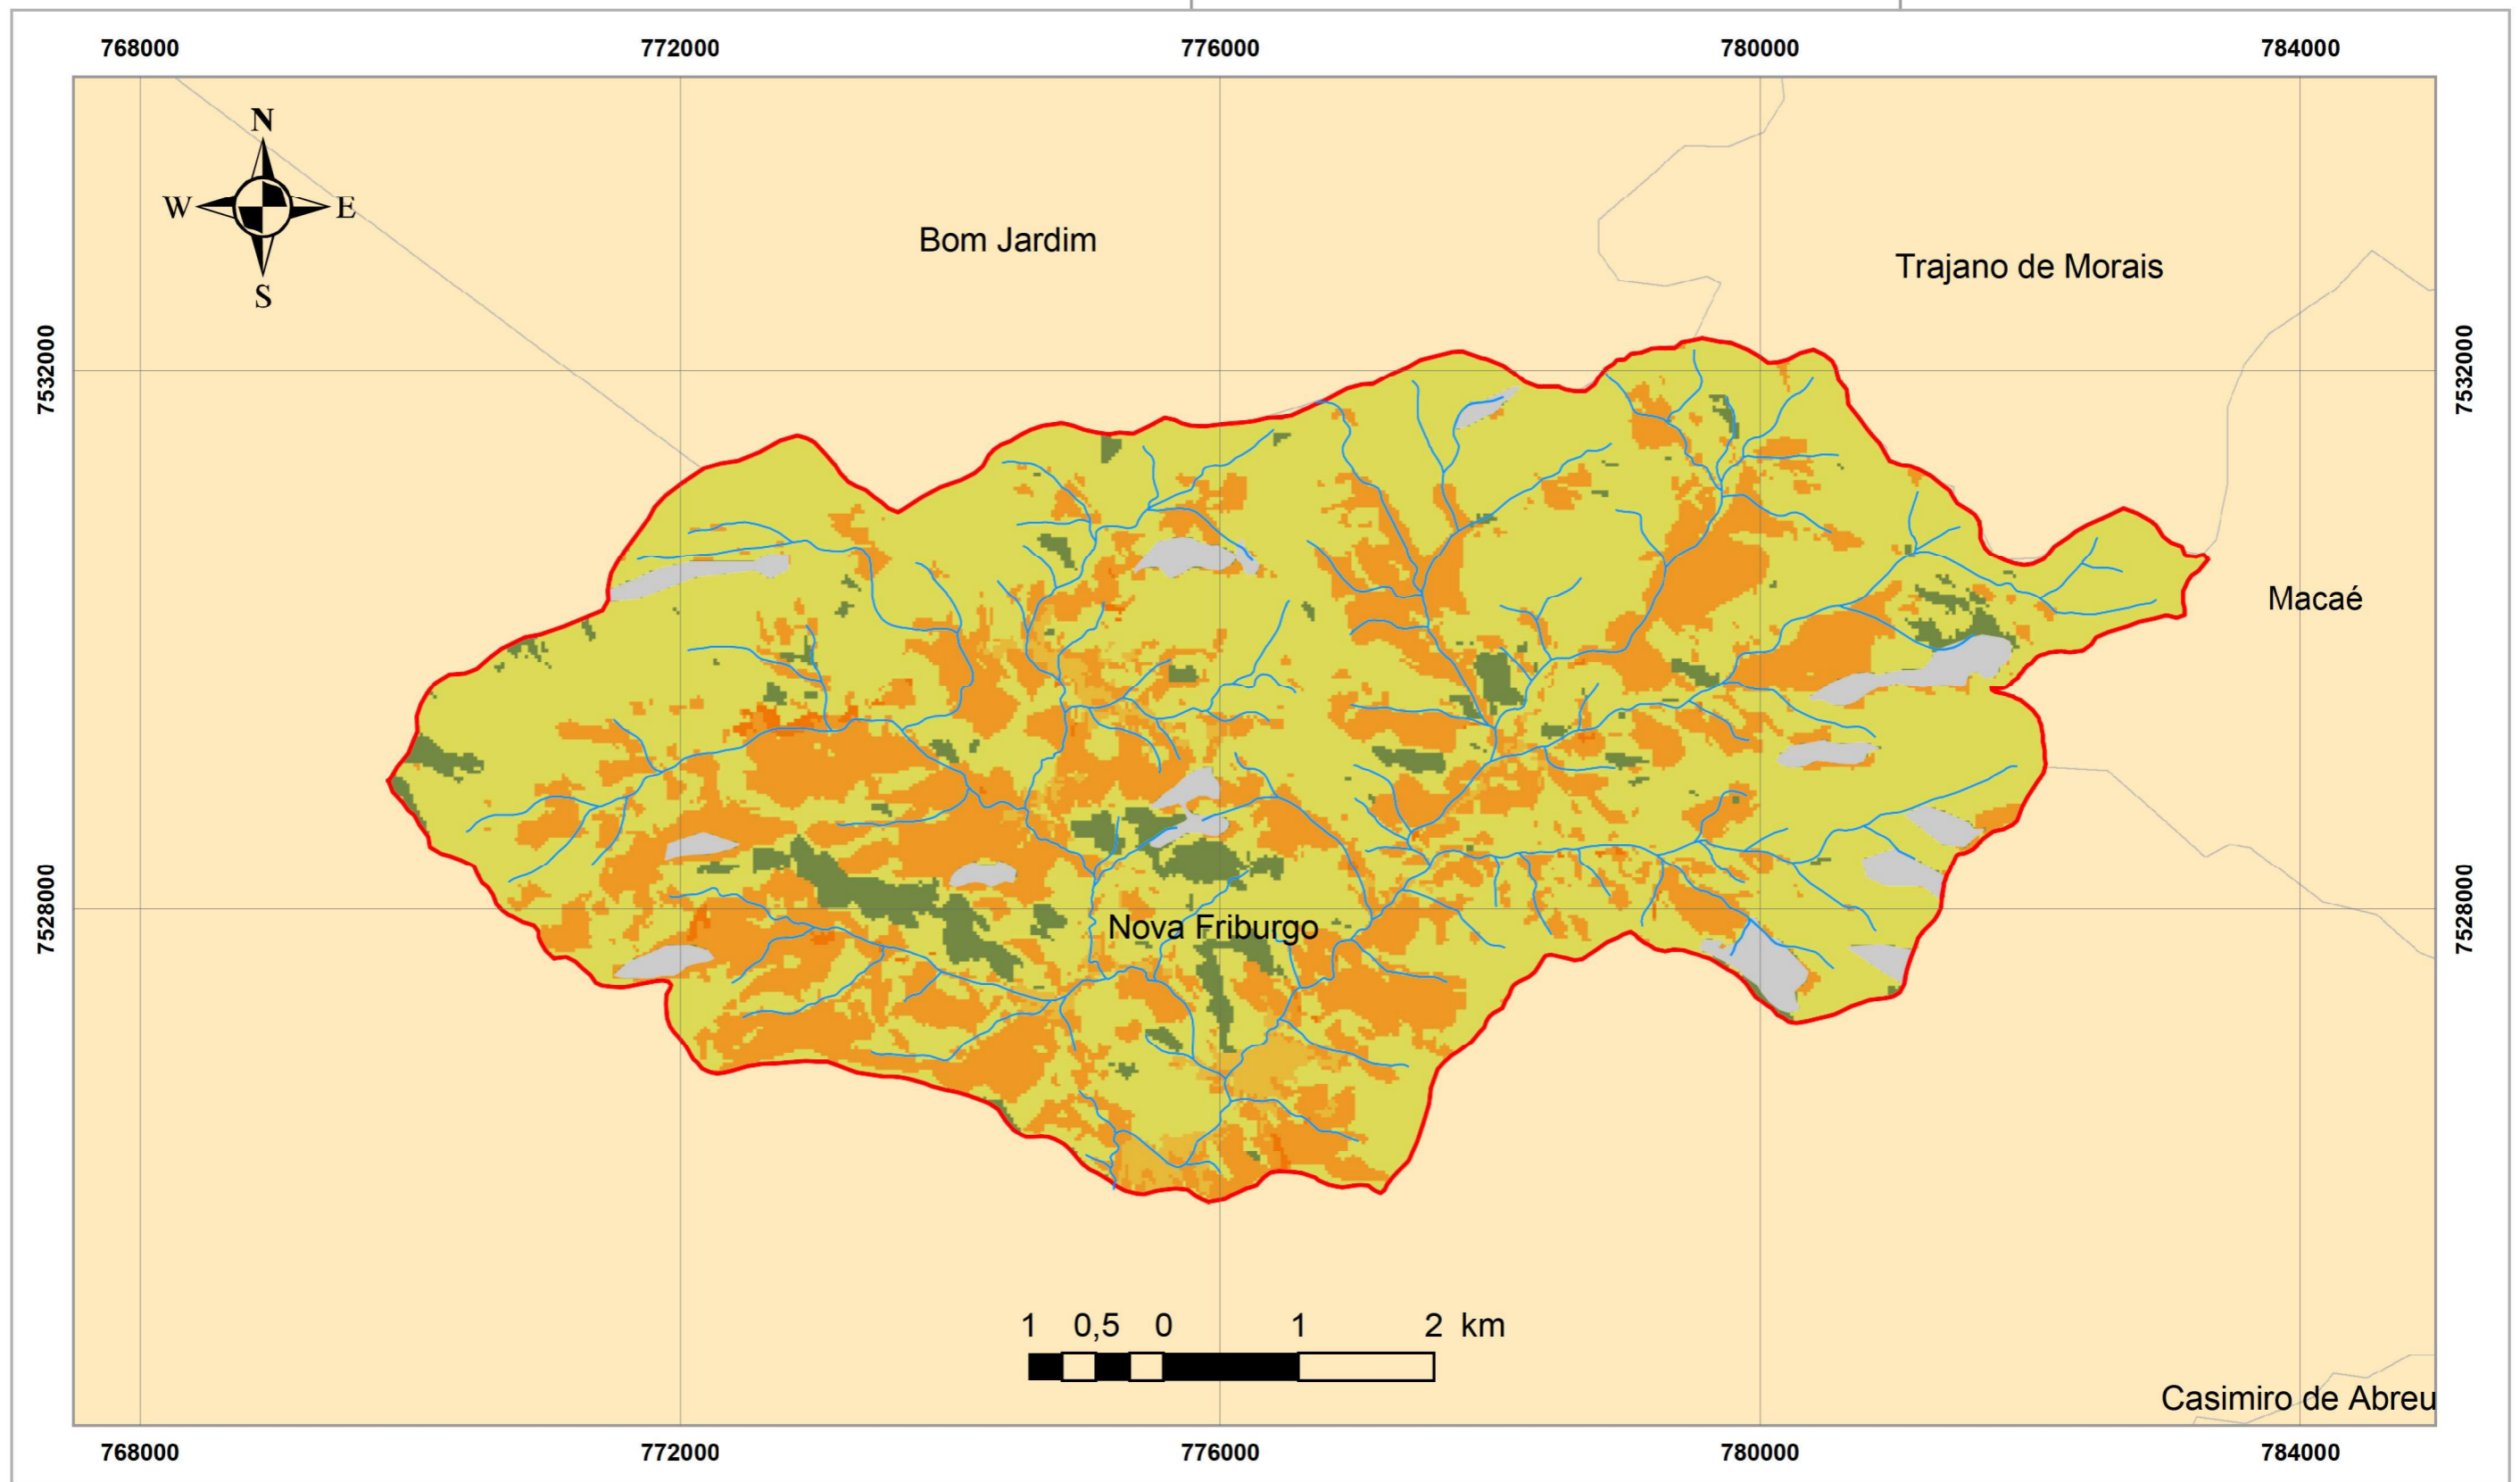 768000 772000 776000 780000 784000
N
W E
S
Bom Jardim
Trajano de Morais
7532000 7532000
Macaé
7528000 7528000
Nova Friburgo
1 0,5 0 1 2 km
Casimiro de Abreu
768000 772000 776000 780000 784000